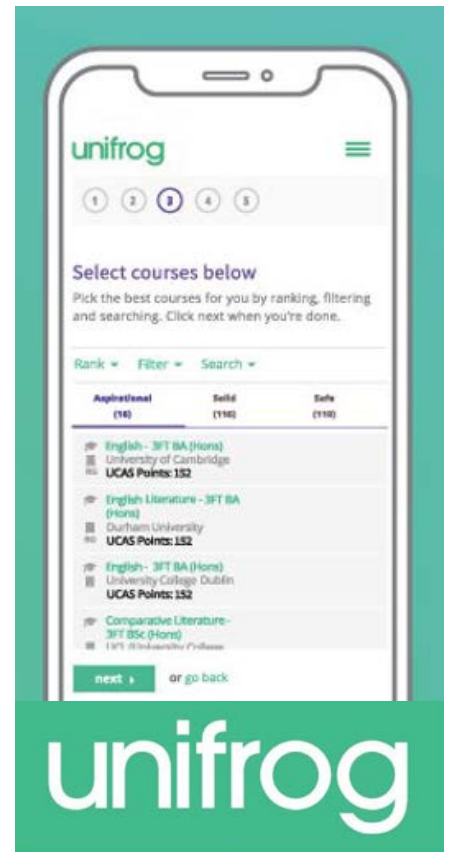 unifrog
1 2 3 4 5
Select courses below
Pick the best courses for you by ranking, filtering
and searching. Click next when you're done.
Rank Filter Search
Aspirational Solid Safe
(16) (116) (110)
English - 3FT BA (Hons)
University of Cambridge
UCAS Points: 152
English Literature - 3FT BA
(Hons)
Durham University
UCAS Points: 152
English - 3FT BA (Hons)
University College Dublin
UCAS Points: 152
Comparative Literature -
3FT BSc (Hons)
UCL (University College
next or go back
unifrog